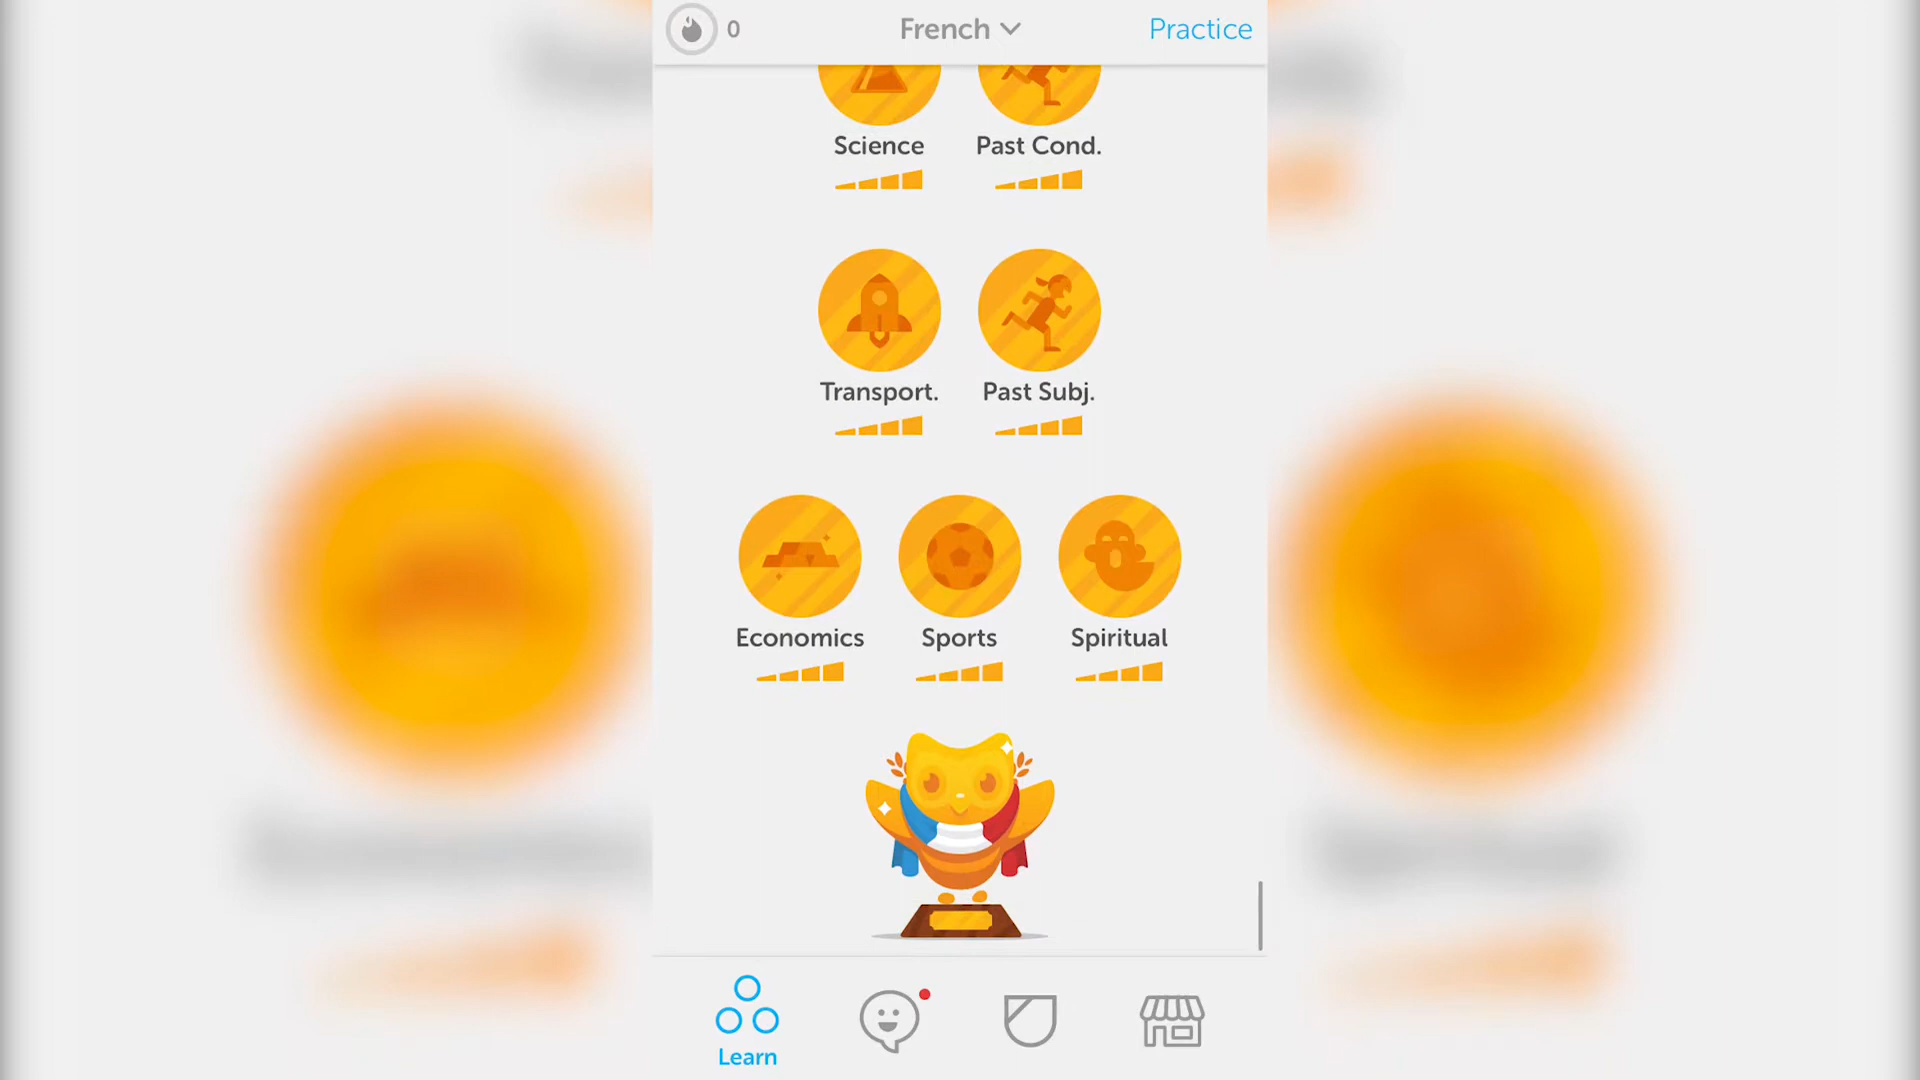 0 French Practice
Science Past Cond.
Transport. Past Subj.
Economics Sports Spiritual
Learn